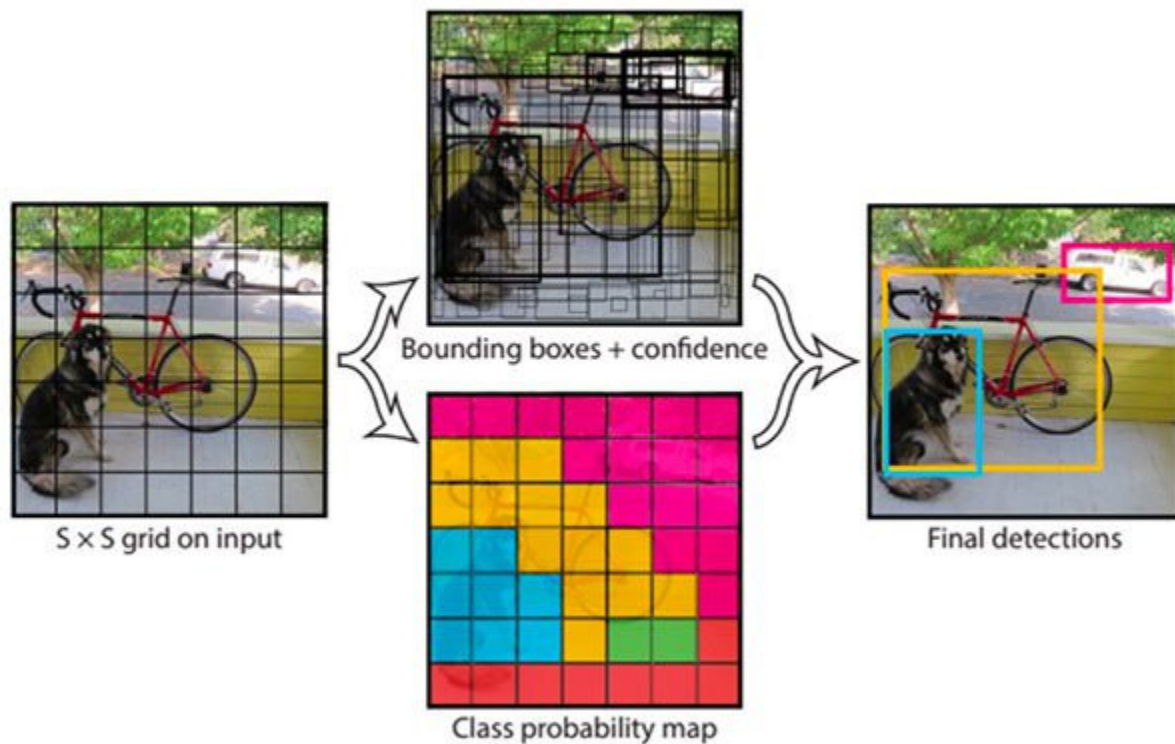 Bounding boxes + confidence
S × S grid on input
Final detections
Class probability map